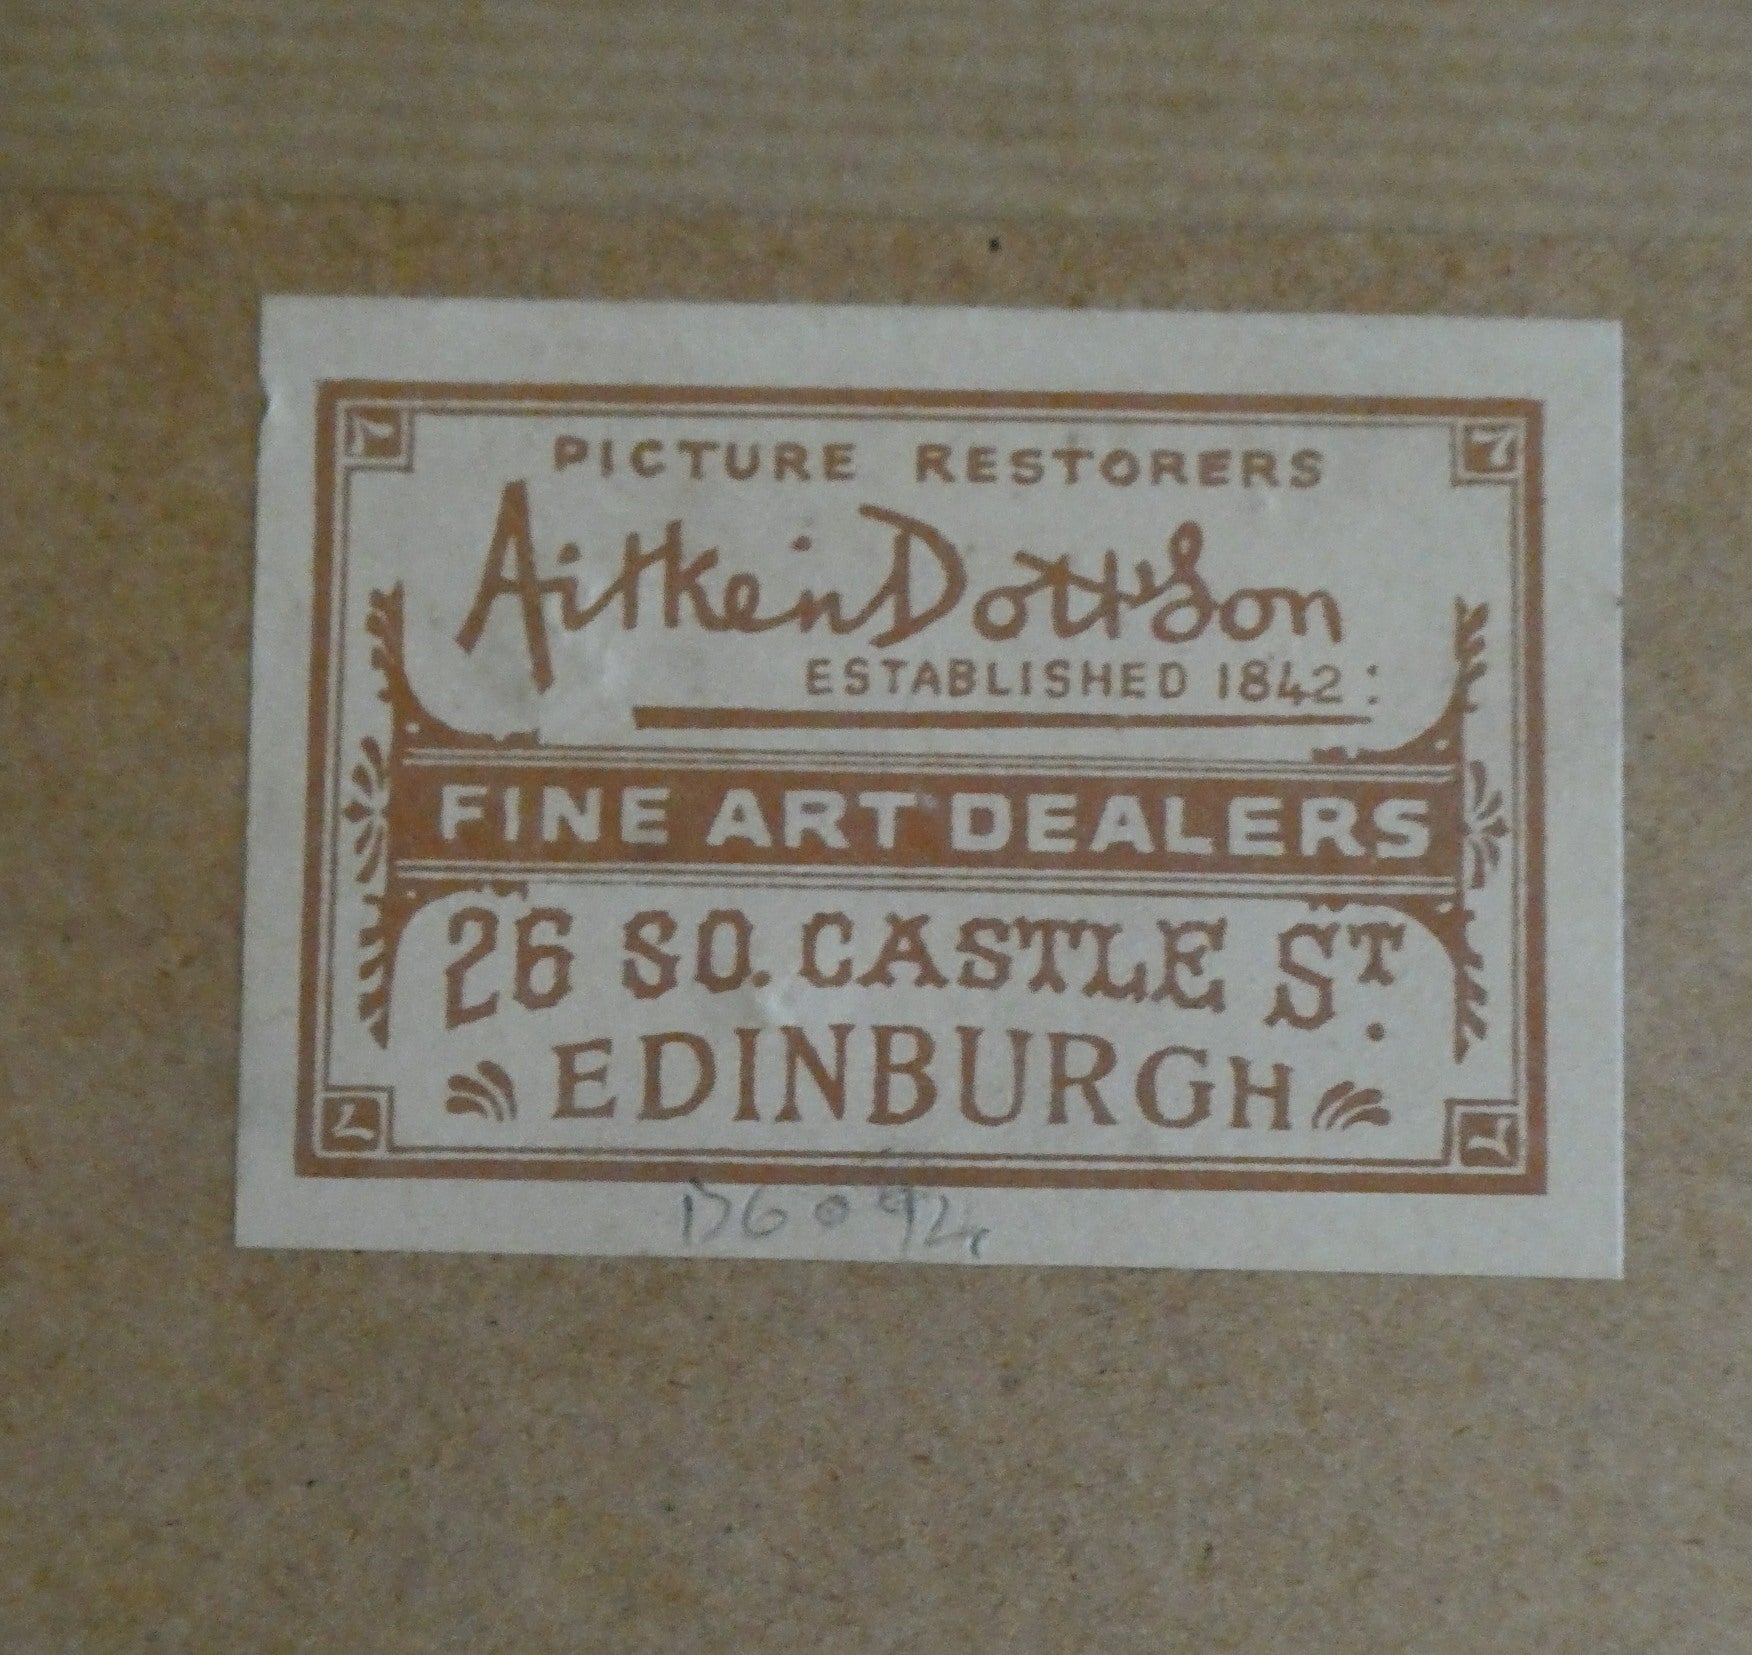 PICTURE RESTORERS
Aitken Dott & Son
ESTABLISHED 1842:
FINE ART DEALERS
26 SO. CASTLE ST.
EDINBURGH